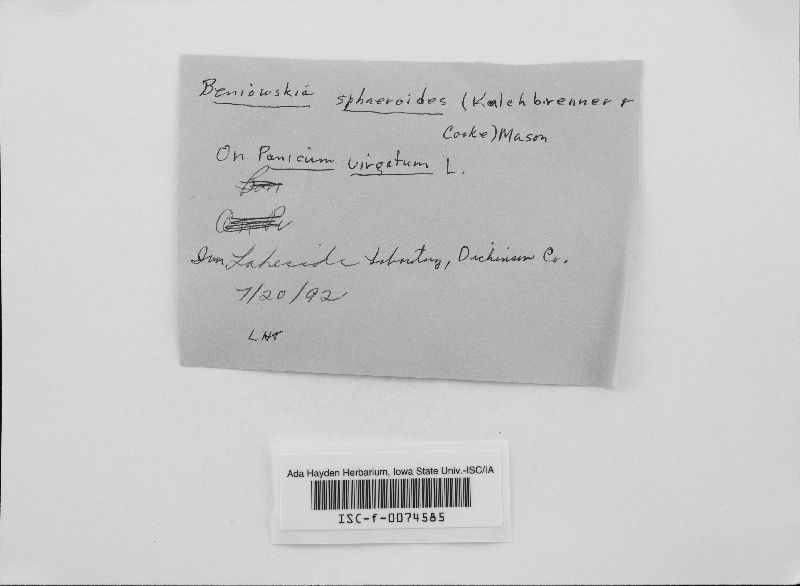 Beniowskia sphaeroides (Kalchbrenner &
Cooke) Mason
On Panicum virgatum L.
Iowa Lakeside Laboratory, Dickinson Co.
7/20/92
LHT
Ada Hayden Herbarium, Iowa State Univ.-ISC/IA
ISC-f-0074585